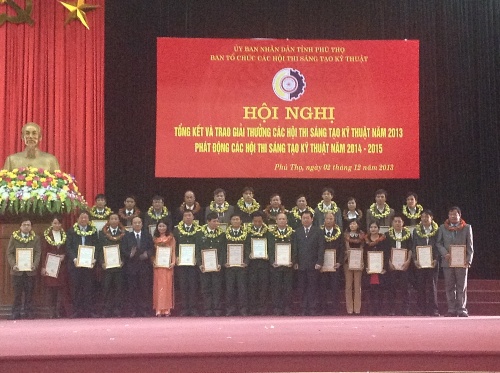 ỦY BAN NHÂN DÂN TỈNH PHÚ THỌ
BAN TỔ CHỨC CÁC HỘI THI SÁNG TẠO KỸ THUẬT
HỘI NGHỊ
TỔNG KẾT VÀ TRAO GIẢI THƯỞNG CÁC HỘI THI SÁNG TẠO KỸ THUẬT NĂM 2013
PHÁT ĐỘNG CÁC HỘI THI SÁNG TẠO KỸ THUẬT NĂM 2014 - 2015
Phú Thọ, ngày 02 tháng 12 năm 2013